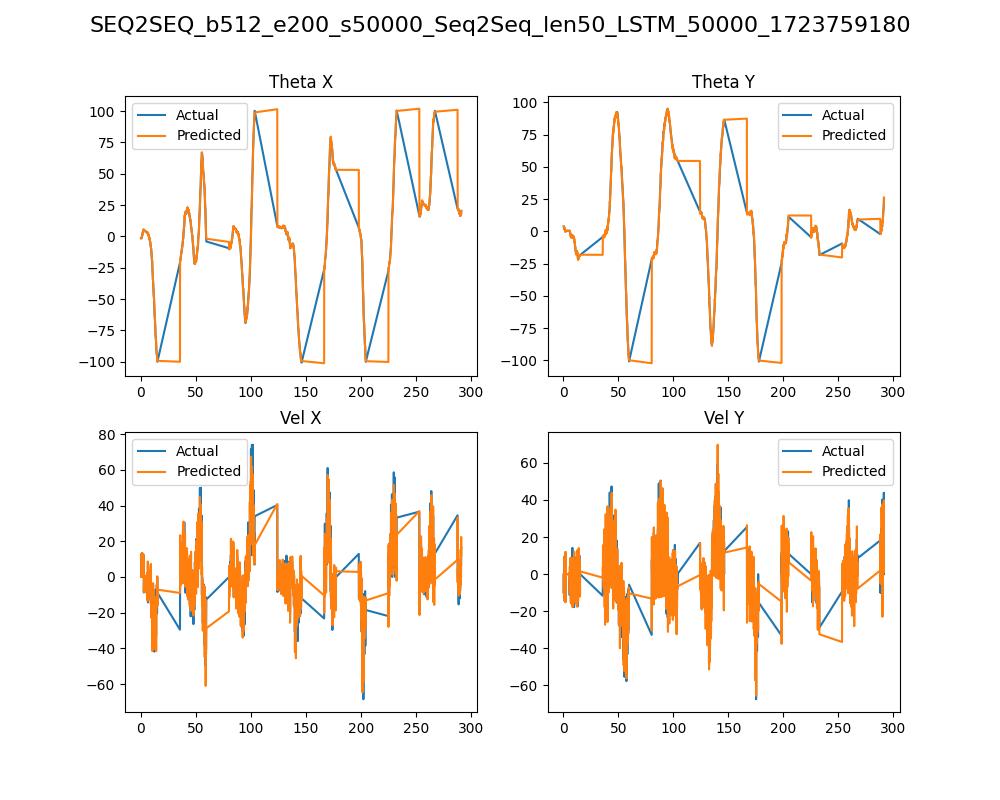 SEQ2SEQ_b512_e200_s50000_Seq2Seq_len50_LSTM_50000_1723759180
Theta X
Theta Y
100
75
50
25
0
−25
−50
−75
−100
Actual
Predicted
0 50 100 150 200 250 300
100
75
50
25
0
−25
−50
−75
−100
Actual
Predicted
0 50 100 150 200 250 300
Vel X
Vel Y
80
60
40
20
0
−20
−40
−60
Actual
Predicted
0 50 100 150 200 250 300
60
40
20
0
−20
−40
−60
Actual
Predicted
0 50 100 150 200 250 300